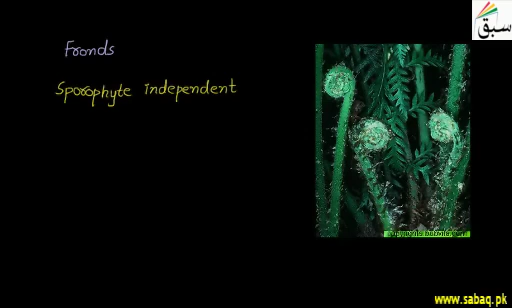 سبق
Fronds
Sporophyte Independent
www.sabaq.pk